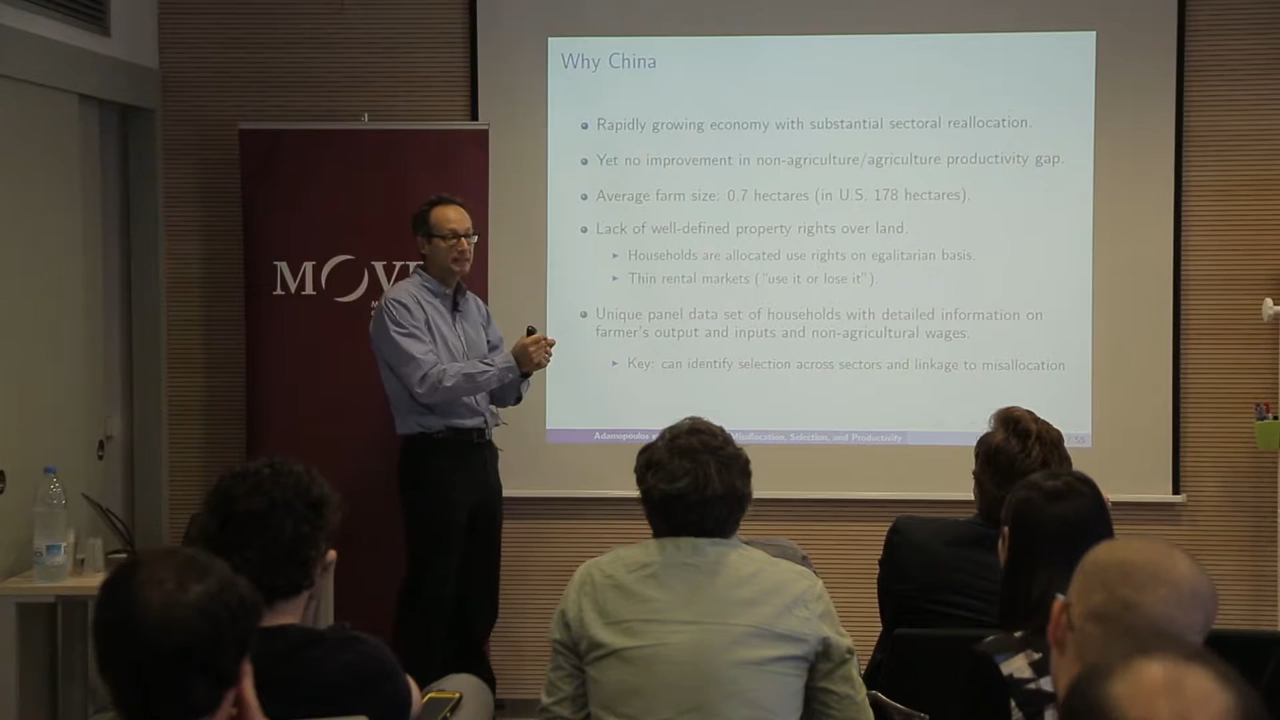 Why China
Rapidly growing economy with substantial sectoral reallocation.
Yet no improvement in non-agriculture/agriculture productivity gap.
Average farm size: 0.7 hectares (in U.S. 178 hectares).
Lack of well-defined property rights over land.
Households are allocated use rights on egalitarian basis.
Thin rental markets ("use it or lose it").
Unique panel data set of households with detailed information on
farmer's output and inputs and non-agricultural wages.
Key: can identify selection across sectors and linkage to misallocation
Adamopoulos Misallocation, Selection, and Productivity / 55
MOV